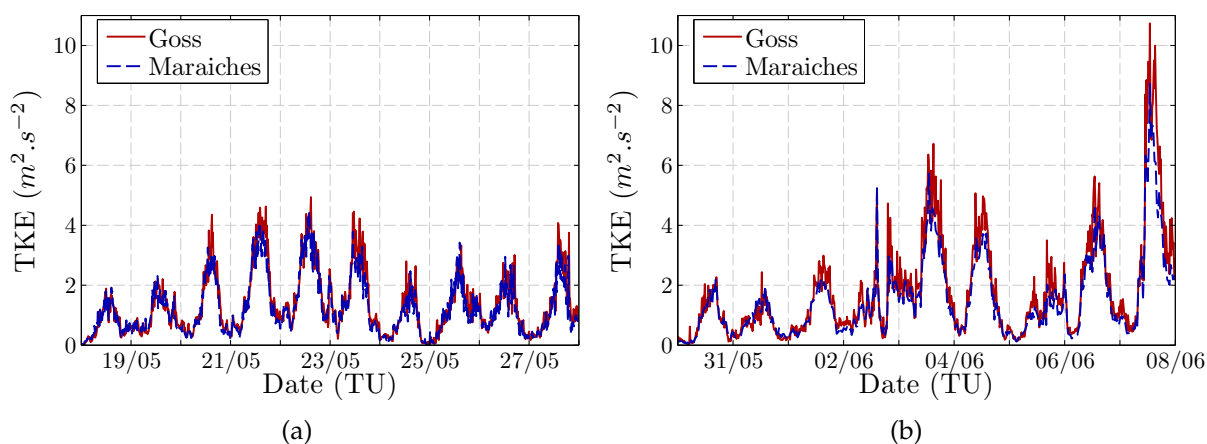 Goss
Maraiches
10
8
6
4
2
0
TKE (m².s⁻²)
19/05 21/05 23/05 25/05 27/05
Date (TU)
(a)
Goss
Maraiches
10
8
6
4
2
0
TKE (m².s⁻²)
31/05 02/06 04/06 06/06 08/06
Date (TU)
(b)